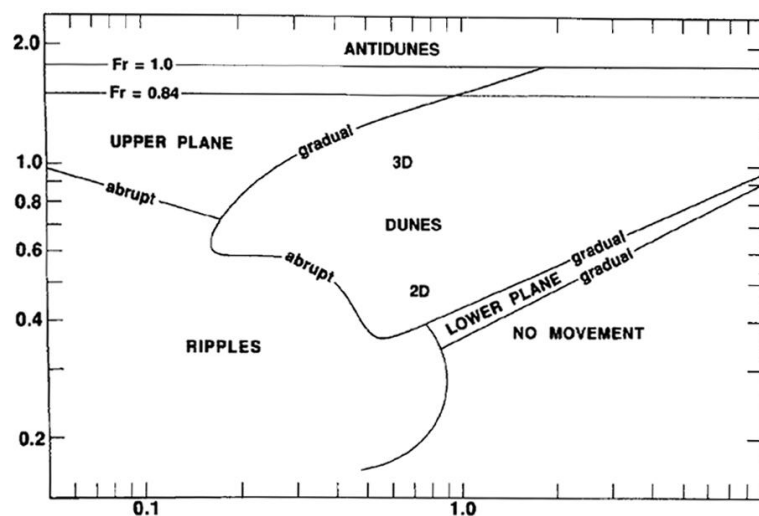 2.0
ANTIDUNES
Fr = 1.0
Fr = 0.84
UPPER PLANE
gradual
1.0
3D
abrupt
0.8
DUNES
0.6
abrupt
gradual
gradual
2D
LOWER PLANE
0.4
NO MOVEMENT
RIPPLES
0.2
0.1
1.0